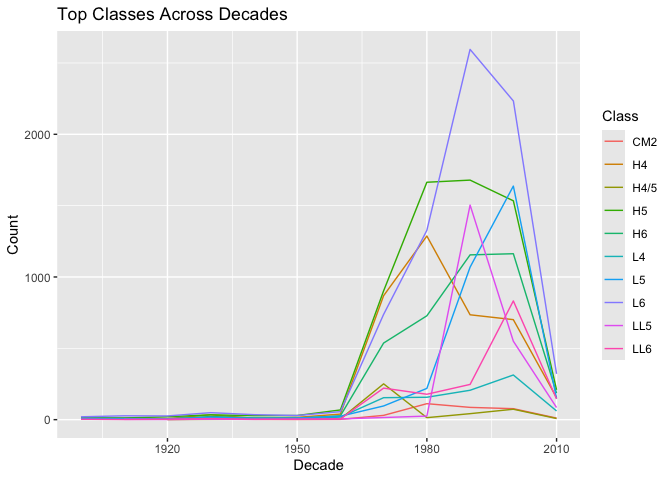 Top Classes Across Decades
Count
2000
1000
0
1920
1950
1980
2010
Decade
Class
CM2
H4
H4/5
H5
H6
L4
L5
L6
LL5
LL6